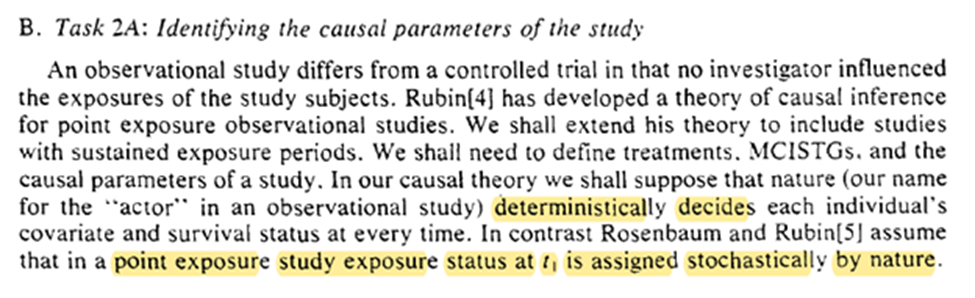 B. Task 2A: Identifying the causal parameters of the study
An observational study differs from a controlled trial in that no investigator influenced
the exposures of the study subjects. Rubin[4] has developed a theory of causal inference
for point exposure observational studies. We shall extend his theory to include studies
with sustained exposure periods. We shall need to define treatments. MCISTGs. and the
causal parameters of a study. In our causal theory we shall suppose that nature (our name
for the "actor" in an observational study) deterministically decides each individual's
covariate and survival status at every time. In contrast Rosenbaum and Rubin[5] assume
that in a point exposure study exposure status at t₁ is assigned stochastically by nature.